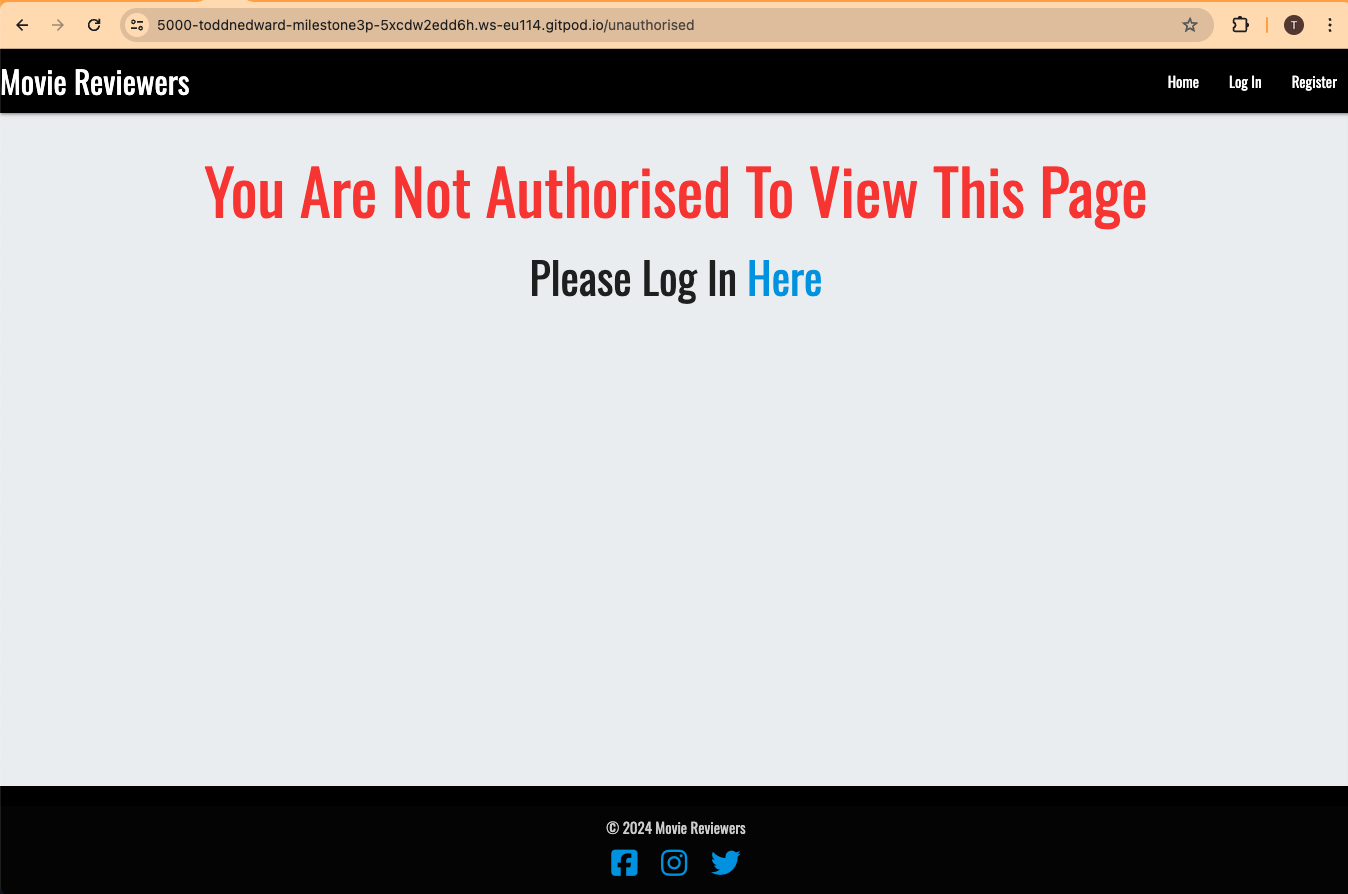 5000-toddnedward-milestone3p-5xcdw2edd6h.ws-eu114.gitpod.io/unauthorised
T
Movie Reviewers
Home Log In Register
You Are Not Authorised To View This Page
Please Log In Here
© 2024 Movie Reviewers